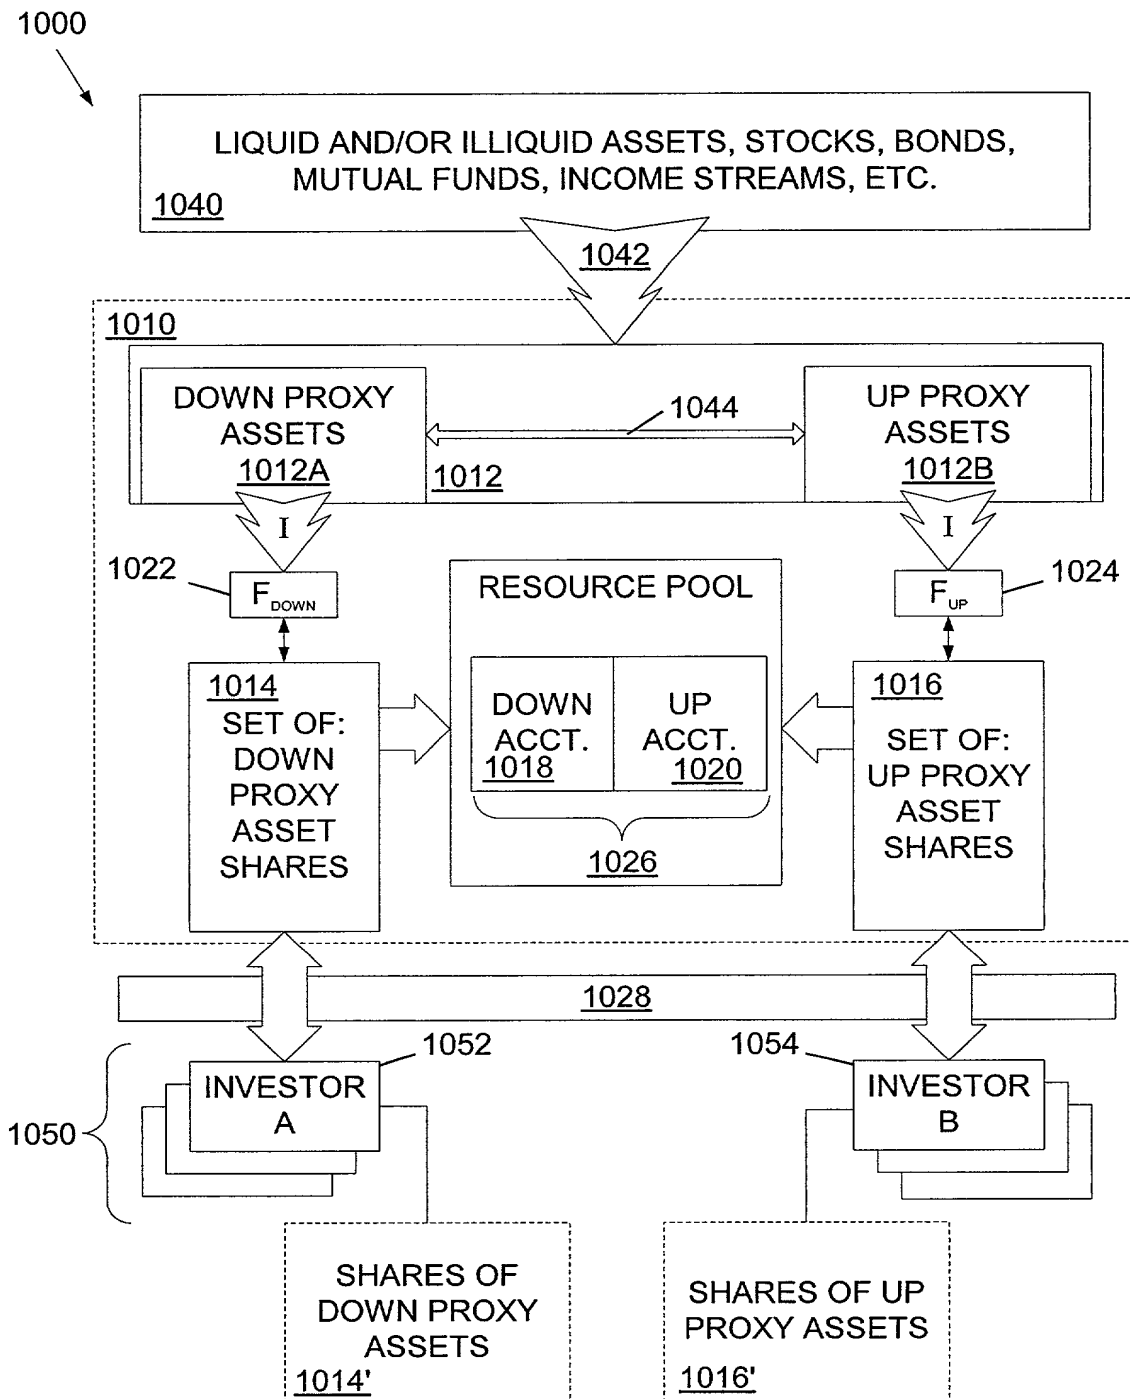 1000
LIQUID AND/OR ILLIQUID ASSETS, STOCKS, BONDS,
MUTUAL FUNDS, INCOME STREAMS, ETC.
1040
1042
1010
DOWN PROXY
ASSETS
1012A
1044
1012
UP PROXY
ASSETS
1012B
I
I
1022
F DOWN
RESOURCE POOL
F UP
1024
1014
SET OF:
DOWN
PROXY
ASSET
SHARES
DOWN
ACCT.
1018
UP
ACCT.
1020
1026
1016
SET OF:
UP PROXY
ASSET
SHARES
1028
1052
1054
1050
INVESTOR
A
INVESTOR
B
SHARES OF
DOWN PROXY
ASSETS
1014'
SHARES OF UP
PROXY ASSETS
1016'